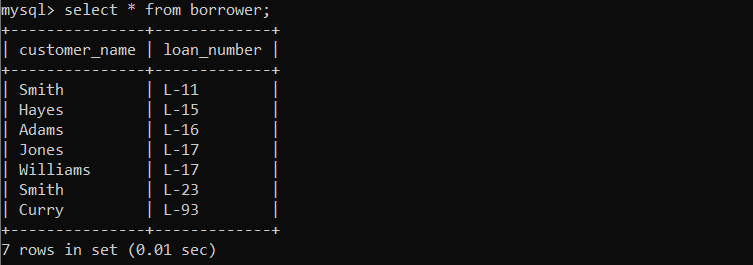 mysql> select * from borrower;
+---------------+-------------+
| customer_name | loan_number |
+---------------+-------------+
| Smith         | L-11        |
| Hayes         | L-15        |
| Adams         | L-16        |
| Jones         | L-17        |
| Williams      | L-17        |
| Smith         | L-23        |
| Curry         | L-93        |
+---------------+-------------+
7 rows in set (0.01 sec)